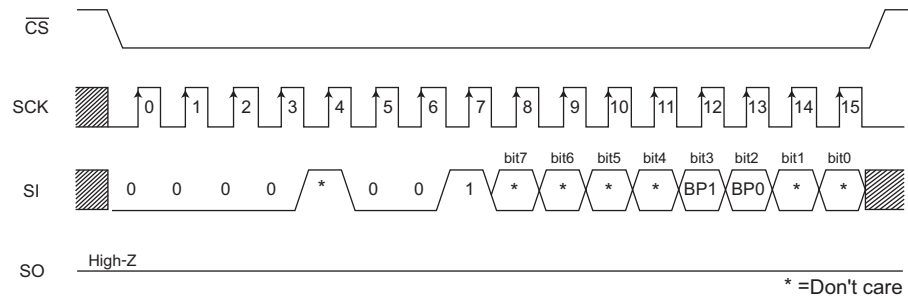 CS
SCK 0 1 2 3 4 5 6 7 8 9 10 11 12 13 14 15
bit7 bit6 bit5 bit4 bit3 bit2 bit1 bit0
SI 0 0 0 0 * 0 0 1 * * * * BP1 BP0 * *
High-Z
SO
* =Don't care